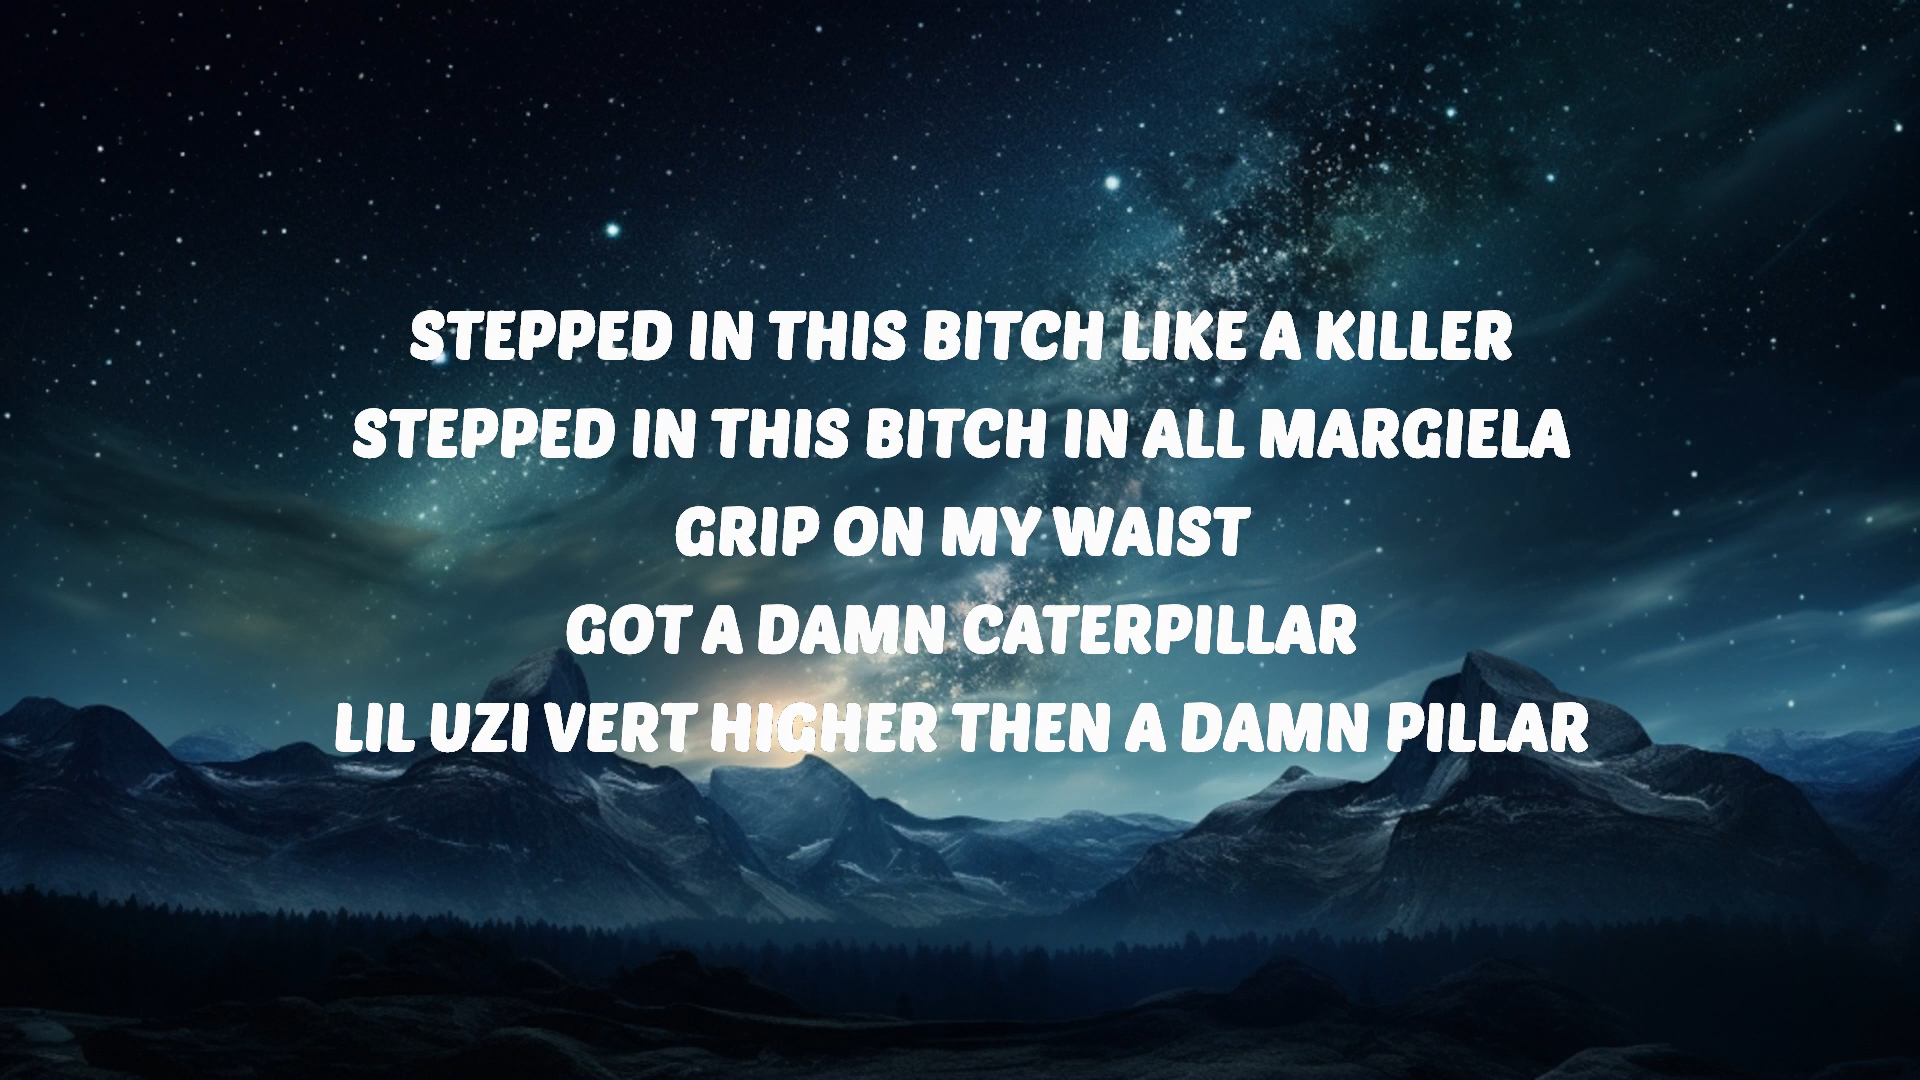 STEPPED IN THIS BITCH LIKE A KILLER
STEPPED IN THIS BITCH IN ALL MARGIELA
GRIP ON MY WAIST
GOT A DAMN CATERPILLAR
LIL UZI VERT HIGHER THEN A DAMN PILLAR